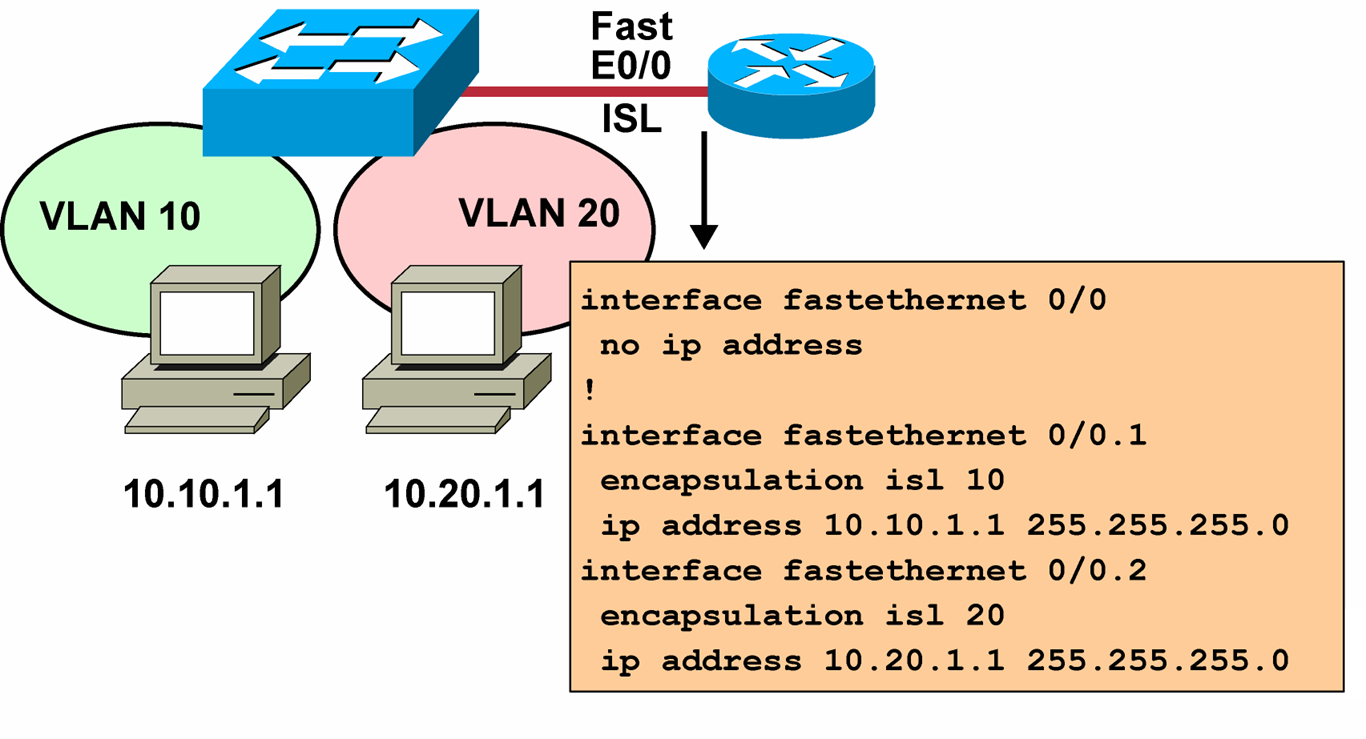 Fast
E0/0
ISL
VLAN 10
VLAN 20
10.10.1.1
10.20.1.1
interface fastethernet 0/0
no ip address
!
interface fastethernet 0/0.1
encapsulation isl 10
ip address 10.10.1.1 255.255.255.0
interface fastethernet 0/0.2
encapsulation isl 20
ip address 10.20.1.1 255.255.255.0